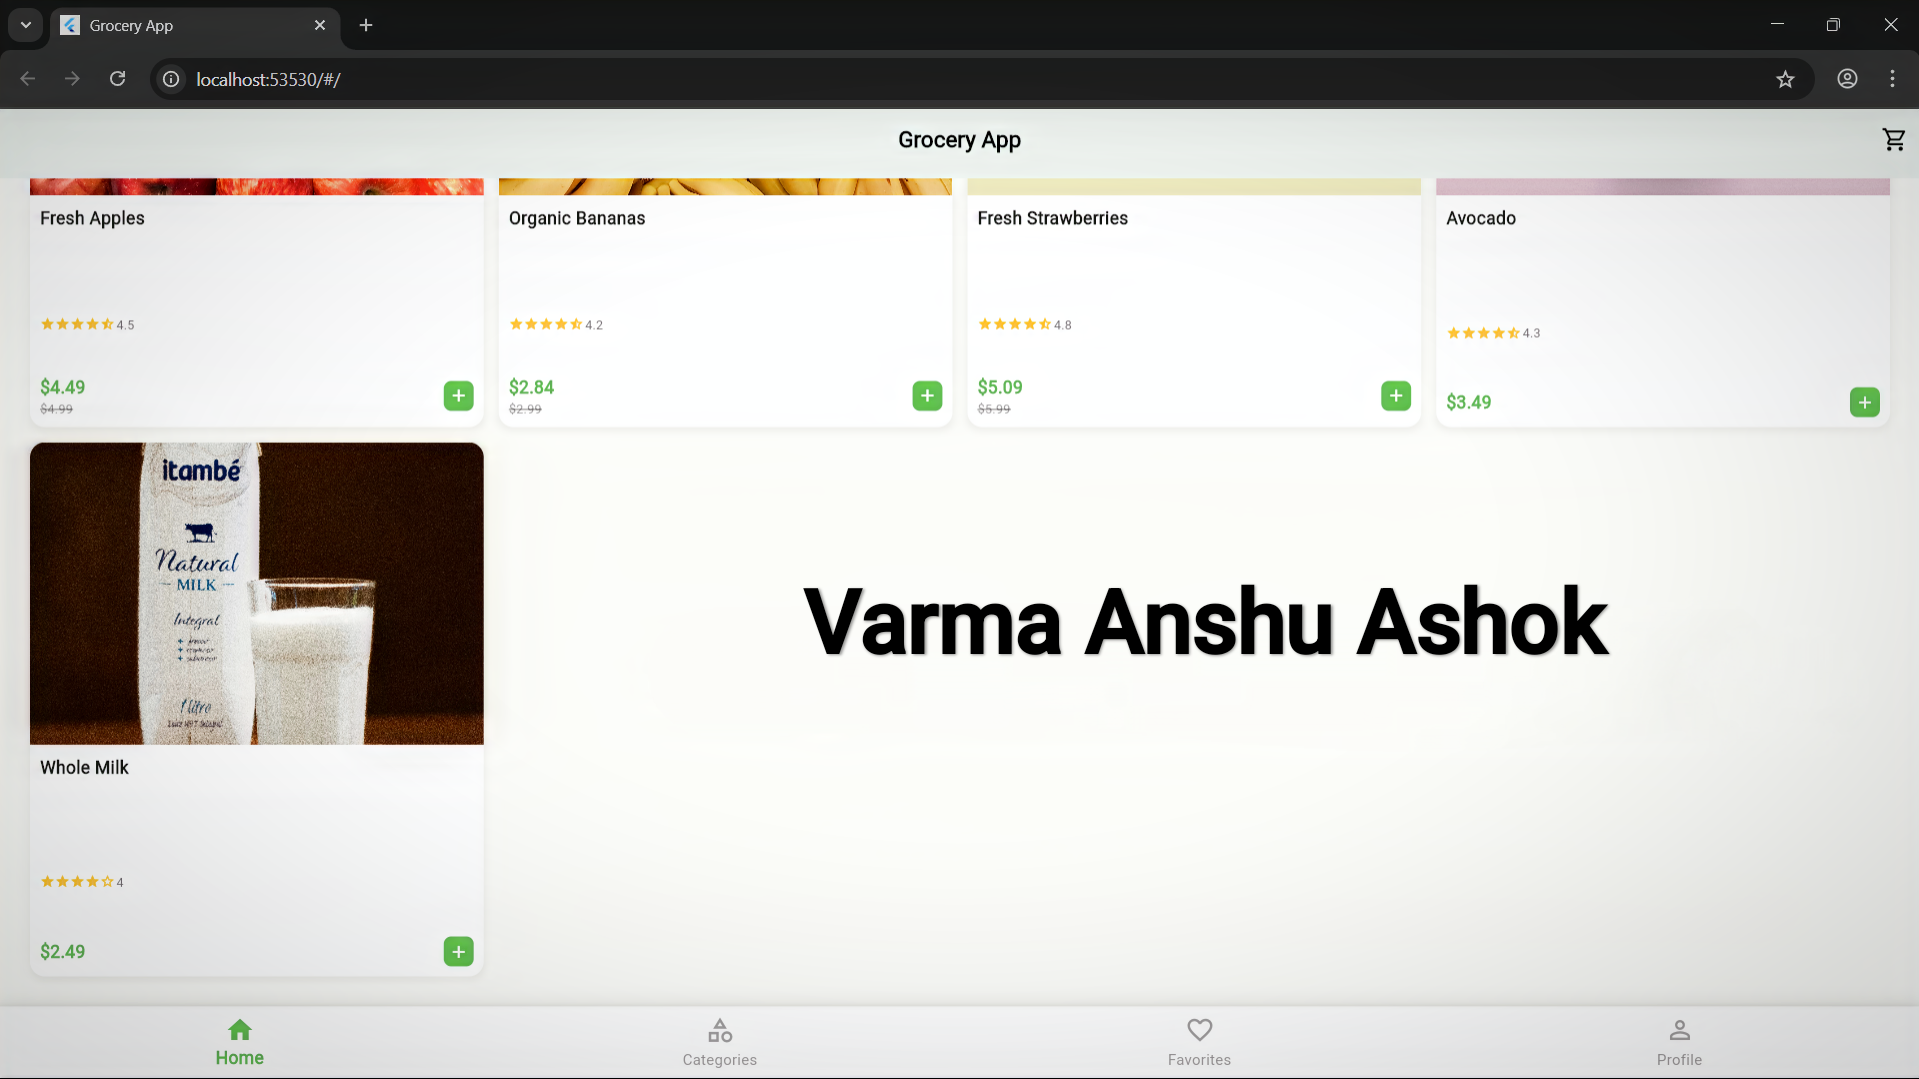 Grocery App
localhost:53530/#/
Grocery App
Fresh Apples
4.5
$4.49
$4.99
Organic Bananas
4.2
$2.84
$2.99
Fresh Strawberries
4.8
$5.09
$5.99
Avocado
4.3
$3.49
itambé
Natural
MILK
Integral
1 litro
Whole Milk
4
$2.49
Varma Anshu Ashok
Home
Categories
Favorites
Profile